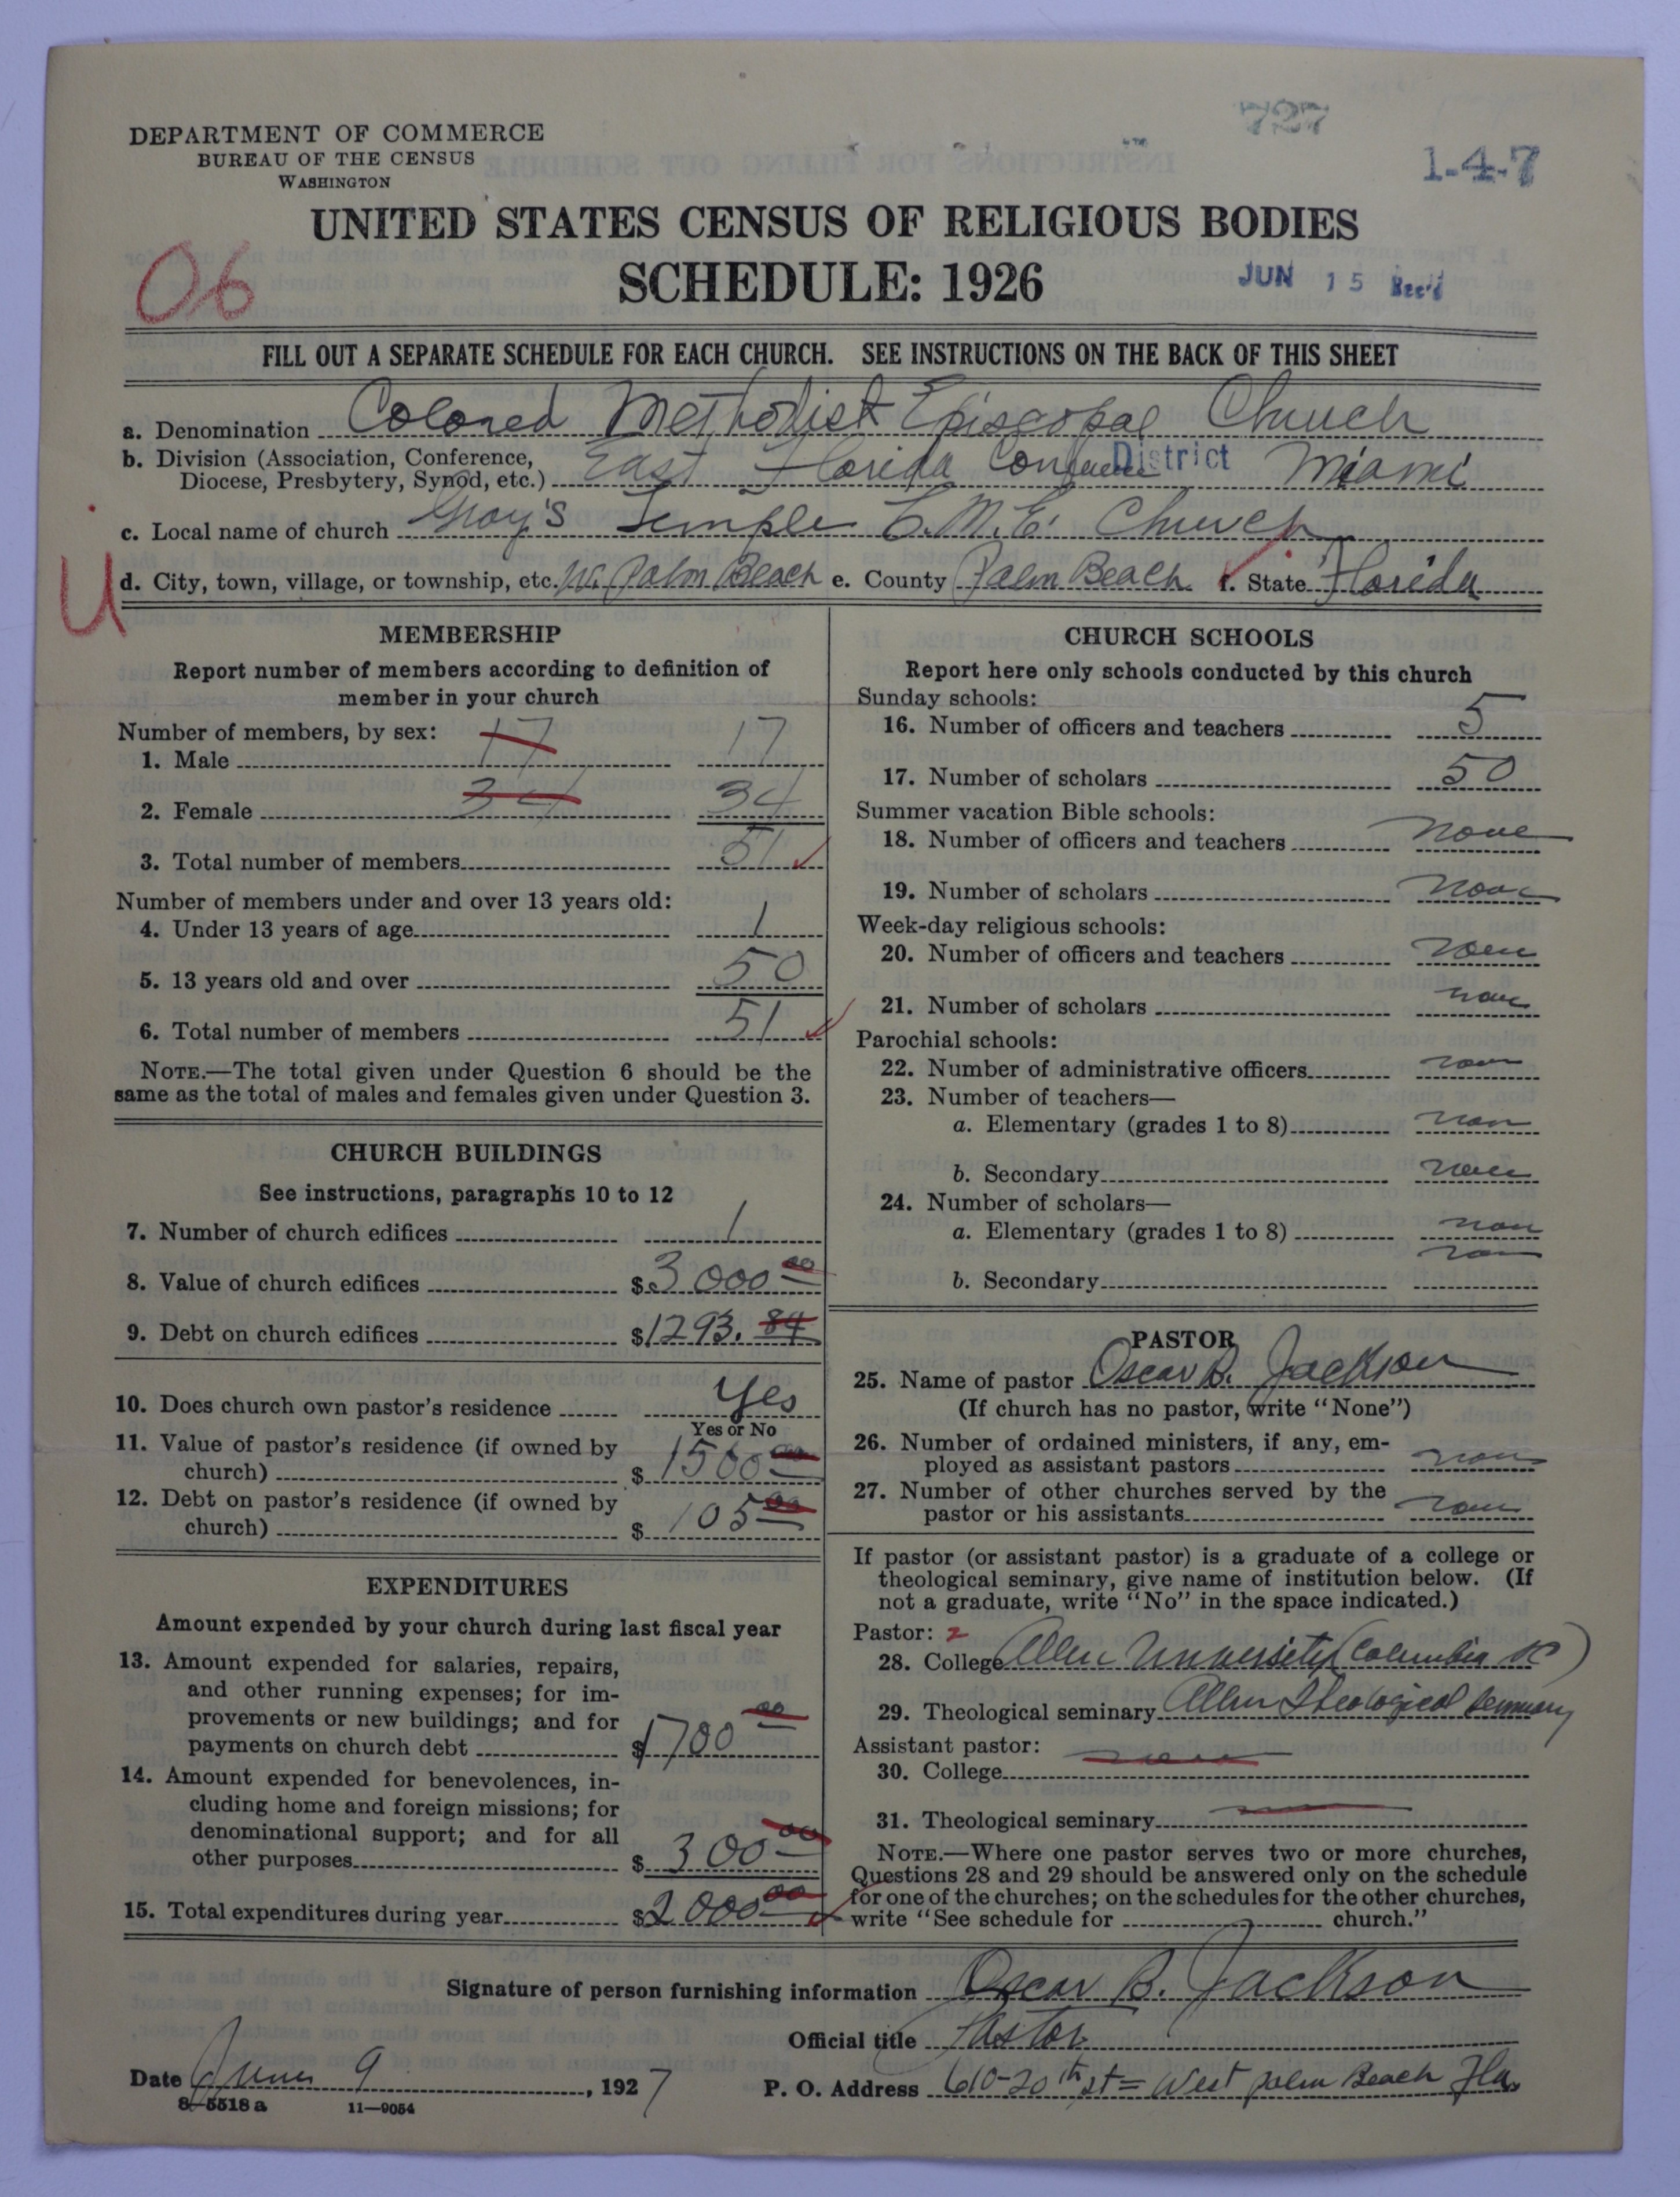 727
1-4-7
DEPARTMENT OF COMMERCE
BUREAU OF THE CENSUS
WASHINGTON
UNITED STATES CENSUS OF RELIGIOUS BODIES
SCHEDULE: 1926
JUN 15 Rec'd
06
FILL OUT A SEPARATE SCHEDULE FOR EACH CHURCH. SEE INSTRUCTIONS ON THE BACK OF THIS SHEET
a. Denomination Colored Methodist Episcopal Church
b. Division (Association, Conference, Diocese, Presbytery, Synod, etc.) East Florida Conference District Miami
c. Local name of church Gray's Temple C.M.E. Church
U
d. City, town, village, or township, etc. W. Palm Beach e. County Palm Beach f. State Florida
MEMBERSHIP
Report number of members according to definition of
member in your church
Number of members, by sex: 17
1. Male 17
2. Female 34 34
3. Total number of members 51
Number of members under and over 13 years old:
4. Under 13 years of age 1
5. 13 years old and over 50
6. Total number of members 51
NOTE.—The total given under Question 6 should be the
same as the total of males and females given under Question 3.
CHURCH BUILDINGS
See instructions, paragraphs 10 to 12
7. Number of church edifices 1
8. Value of church edifices $3000 00
9. Debt on church edifices $1293.84
10. Does church own pastor's residence Yes
Yes or No
11. Value of pastor's residence (if owned by
church) $1500 00
12. Debt on pastor's residence (if owned by
church) $105 00
EXPENDITURES
Amount expended by your church during last fiscal year
13. Amount expended for salaries, repairs,
and other running expenses; for im-
provements or new buildings; and for
payments on church debt $1700 00
14. Amount expended for benevolences, in-
cluding home and foreign missions; for
denominational support; and for all
other purposes $300 00
15. Total expenditures during year $2000 00
CHURCH SCHOOLS
Report here only schools conducted by this church
Sunday schools:
16. Number of officers and teachers 5
17. Number of scholars 50
Summer vacation Bible schools:
18. Number of officers and teachers none
19. Number of scholars none
Week-day religious schools:
20. Number of officers and teachers none
21. Number of scholars none
Parochial schools:
22. Number of administrative officers none
23. Number of teachers—
a. Elementary (grades 1 to 8) none
b. Secondary none
24. Number of scholars—
a. Elementary (grades 1 to 8) none
none
b. Secondary
PASTOR
25. Name of pastor Oscar B. Jackson
(If church has no pastor, write "None")
26. Number of ordained ministers, if any, em-
ployed as assistant pastors none
27. Number of other churches served by the
pastor or his assistants none
If pastor (or assistant pastor) is a graduate of a college or
theological seminary, give name of institution below. (If
not a graduate, write "No" in the space indicated.)
Pastor: 2
28. College Allen University (Columbia SC)
29. Theological seminary Allen Theological Seminary
Assistant pastor: none
30. College
31. Theological seminary
NOTE.—Where one pastor serves two or more churches,
Questions 28 and 29 should be answered only on the schedule
for one of the churches; on the schedules for the other churches,
write "See schedule for church."
Signature of person furnishing information Oscar B. Jackson
Official title Pastor
Date June 9, 1927 P. O. Address 610-20th st = West palm Beach Fla.
8-5518 a 11—9054